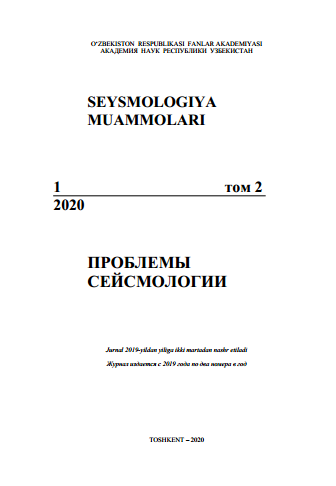 O‘ZBEKISTON RESPUBLIKASI FANLAR AKADEMIYASI
АКАДЕМИЯ НАУК РЕСПУБЛИКИ УЗБЕКИСТАН
SEYSMOLOGIYA
MUAMMOLARI
1 том 2
2020
ПРОБЛЕМЫ
СЕЙСМОЛОГИИ
Jurnal 2019-yildan yiliga ikki martadan nashr etiladi
Журнал издается с 2019 года по два номера в год
TOSHKENT – 2020